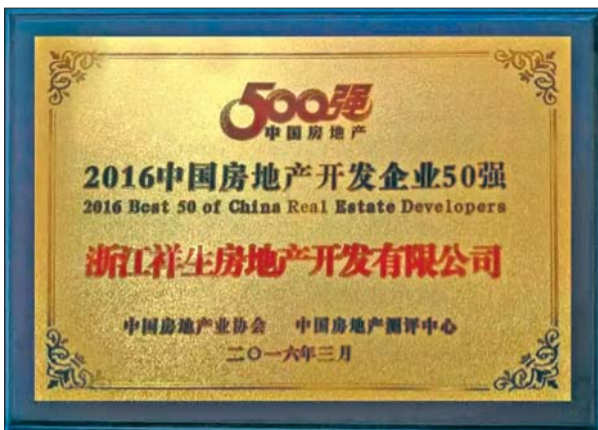 500强
中国房地产
2016中国房地产开发企业50强
2016 Best 50 of China Real Estate Developers
浙江祥生房地产开发有限公司
中国房地产业协会 中国房地产测评中心
二〇一六年三月